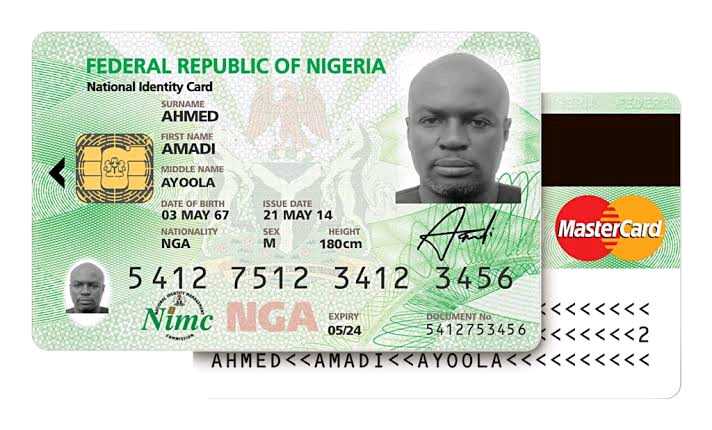 FEDERAL REPUBLIC OF NIGERIA
National Identity Card
SURNAME
AHMED
FIRST NAME
AMADI
MIDDLE NAME
AYOOLA
DATE OF BIRTH ISSUE DATE
03 MAY 67 21 MAY 14
NATIONALITY SEX HEIGHT
NGA M 180cm
5412 7512 3412 3456
Nimc NGA
EXPIRY DOCUMENT No
05/24 5412753456
MasterCard
<<<<<<<<
<<<<<<<2
AHMED<<AMADI<<AYOOLA<<<<<<<<<<